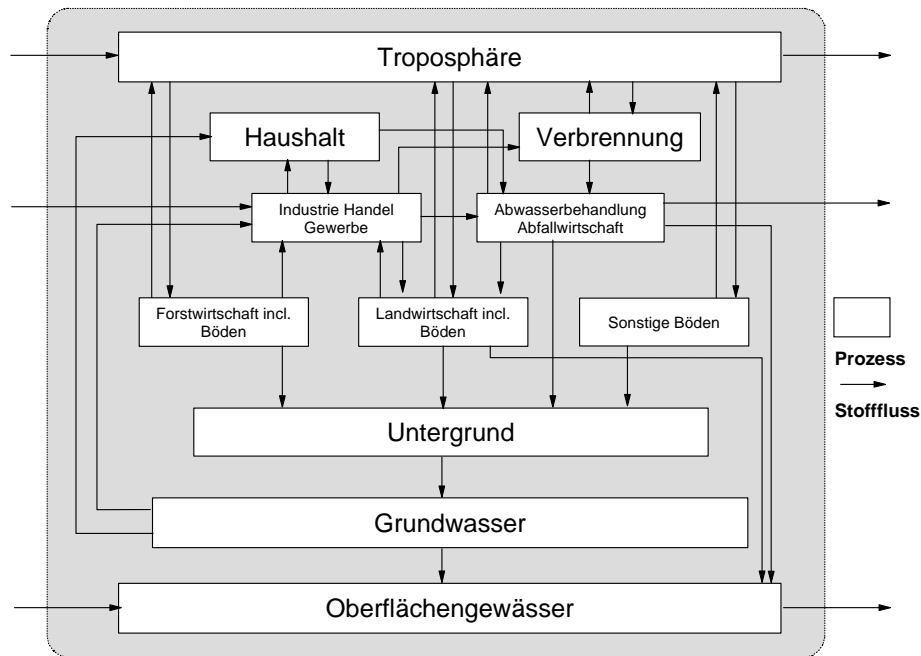 Troposphäre
Haushalt
Verbrennung
Industrie Handel
Gewerbe
Abwasserbehandlung
Abfallwirtschaft
Forstwirtschaft incl.
Böden
Landwirtschaft incl.
Böden
Sonstige Böden
Prozess
Stofffluss
Untergrund
Grundwasser
Oberflächengewässer